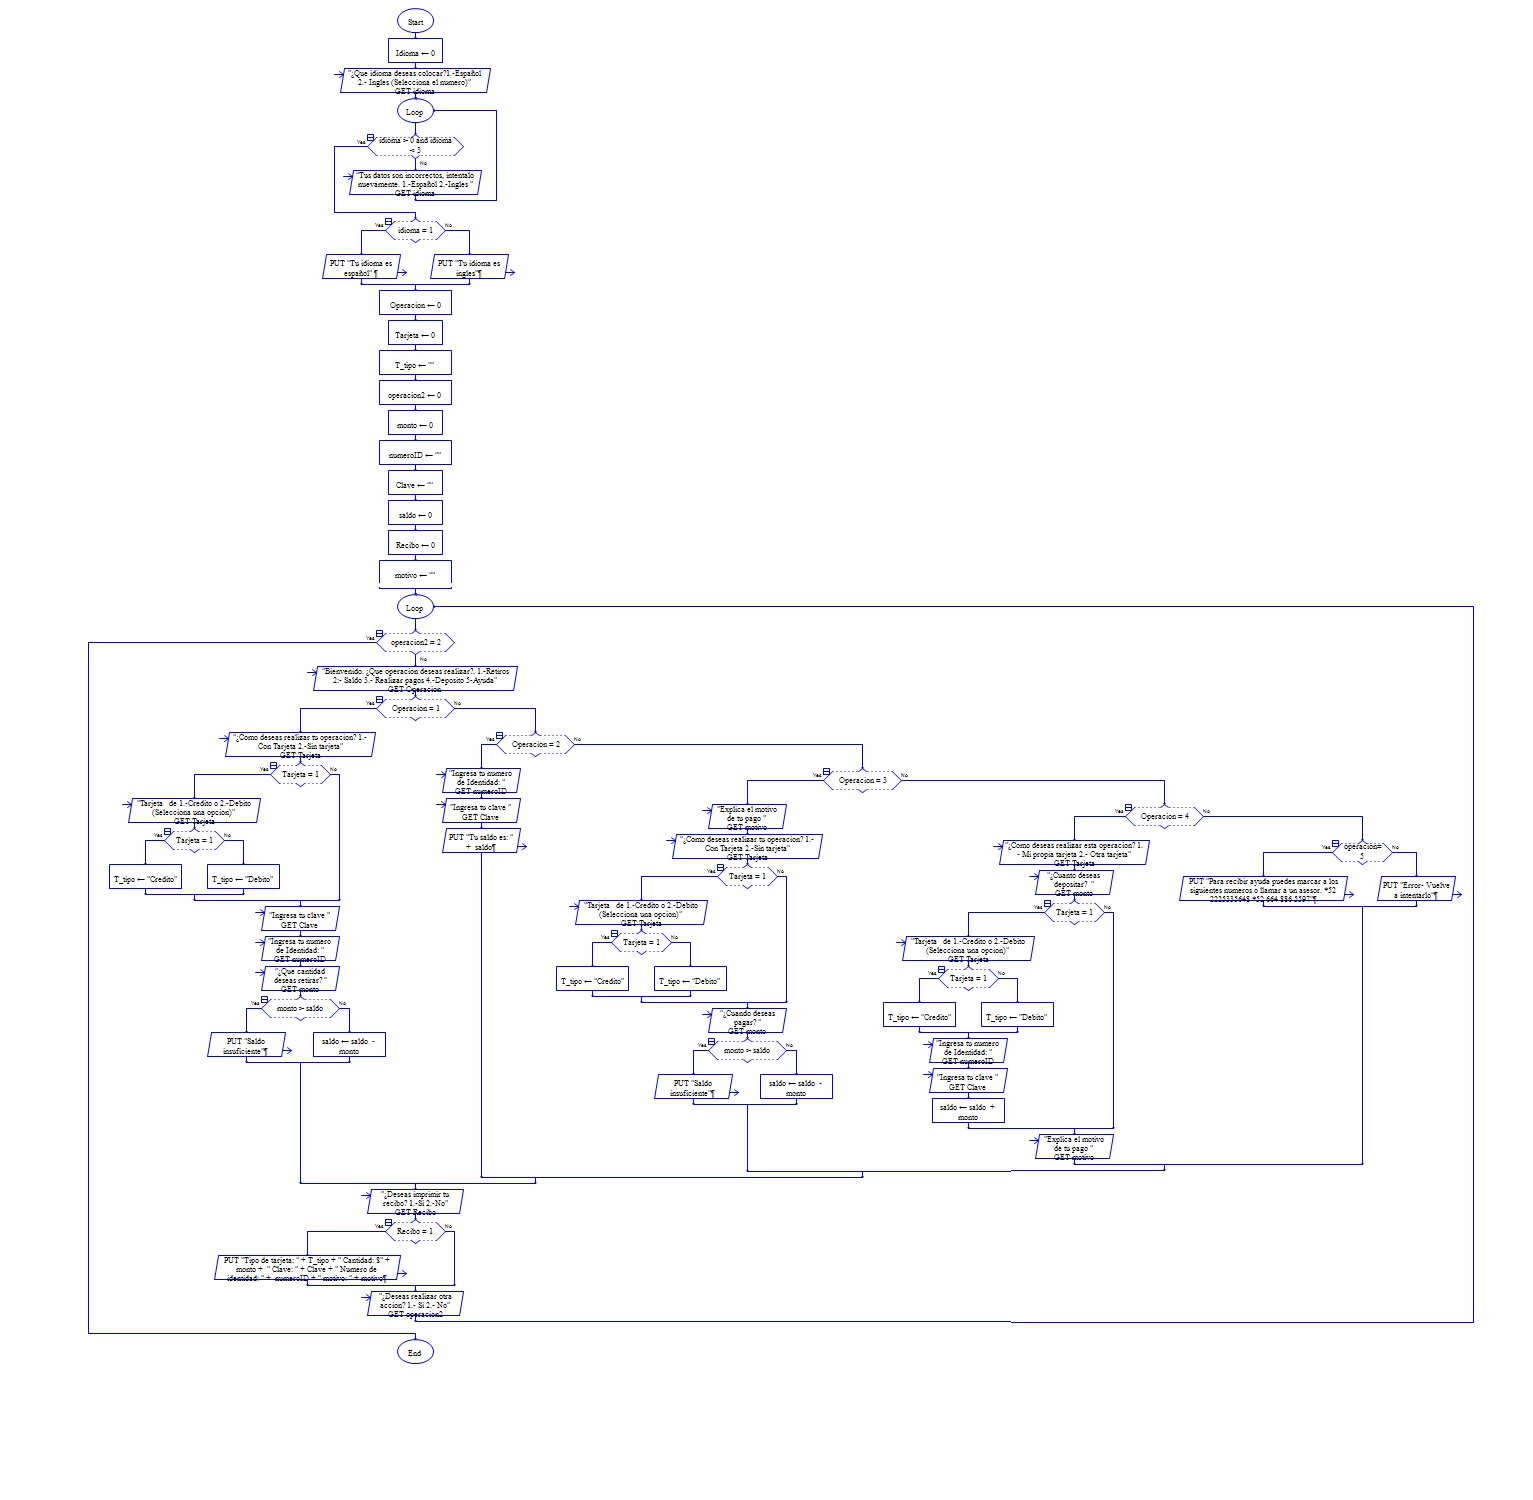 Start
Idioma ← 0
"¿Que idioma deseas colocar?1.-Español
2.- Ingles (Selecciona el numero)"
GET idioma
Loop
Yes
idioma > 0 and idioma
< 3
No
"Tus datos son incorrectos, intentalo
nuevamente. 1.-Español 2.-Ingles "
GET idioma
Yes
idioma = 1
No
PUT "Tu idioma es
español"¶
PUT "Tu idioma es
ingles"¶
Operacion ← 0
Tarjeta ← 0
T_tipo ← ""
operacion2 ← 0
monto ← 0
numeroID ← ""
Clave ← ""
saldo ← 0
Recibo ← 0
motivo ← ""
Loop
Yes
operacion2 = 2
No
"Bienvenido. ¿Que operacion deseas realizar?. 1.-Retiros
2:- Saldo 3.- Realizar pagos 4.-Deposito 5-Ayuda"
GET Operacion
Yes
Operacion = 1
No
"¿Como deseas realizar tu operacion? 1.-
Con Tarjeta 2.-Sin tarjeta"
GET Tarjeta
Yes
Tarjeta = 1
No
"Tarjeta de 1.-Credito o 2.-Debito
(Selecciona una opcion)"
GET Tarjeta
Yes
Tarjeta = 1
No
T_tipo ← "Credito"
T_tipo ← "Debito"
"Ingresa tu clave "
GET Clave
"Ingresa tu numero
de Identidad: "
GET numeroID
"¿Que cantidad
deseas retirar? "
GET monto
Yes
monto > saldo
No
PUT "Saldo
insuficiente"¶
saldo ← saldo -
monto
Yes
Operacion = 2
No
"Ingresa tu numero
de Identidad: "
GET numeroID
"Ingresa tu clave "
GET Clave
PUT "Tu saldo es: "
+ saldo¶
Yes
Operacion = 3
No
"Explica el motivo
de tu pago "
GET motivo
"¿Como deseas realizar tu operacion? 1.-
Con Tarjeta 2.-Sin tarjeta"
GET Tarjeta
Yes
Tarjeta = 1
No
"Tarjeta de 1.-Credito o 2.-Debito
(Selecciona una opcion)"
GET Tarjeta
Yes
Tarjeta = 1
No
T_tipo ← "Credito"
T_tipo ← "Debito"
"¿Cuando deseas
pagar? "
GET monto
Yes
monto > saldo
No
PUT "Saldo
insuficiente"¶
saldo ← saldo -
monto
Yes
Operacion = 4
No
"¿Como deseas realizar esta operacion? 1.
- Mi propia tarjeta 2.- Otra tarjeta"
GET Tarjeta
"¿Cuanto deseas
depositar? "
GET monto
Yes
Tarjeta = 1
No
"Tarjeta de 1.-Credito o 2.-Debito
(Selecciona una opcion)"
GET Tarjeta
Yes
Tarjeta = 1
No
T_tipo ← "Credito"
T_tipo ← "Debito"
"Ingresa tu numero
de Identidad: "
GET numeroID
"Ingresa tu clave "
GET Clave
saldo ← saldo +
monto
"Explica el motivo
de tu pago "
GET motivo
Yes
operacion=
5
No
PUT "Para recibir ayuda puedes marcar a los
siguientes numeros o llamar a un asesor. *52
2225335648 *52 664 886 5597"¶
PUT "Error- Vuelve
a intentarlo"¶
"¿Deseas imprimir tu
recibo? 1.-Si 2.-No"
GET Recibo
Yes
Recibo = 1
No
PUT "Tipo de tarjeta: " + T_tipo + " Cantidad: $" +
monto + " Clave: " + Clave + " Numero de
identidad: " + numeroID + " motivo: " + motivo¶
"¿Deseas realizar otra
accion? 1.- Si 2.- No"
GET operacion2
End